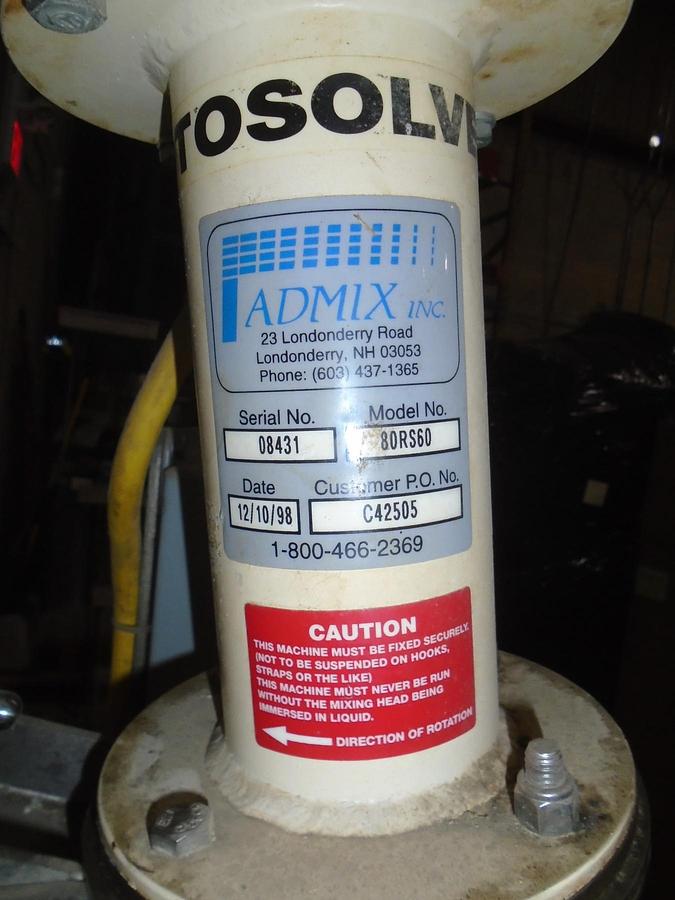 TOSOLVE
ADMIX INC.
23 Londonderry Road
Londonderry, NH 03053
Phone: (603) 437-1365
Serial No. Model No.
08431 80RS60
Date Customer P.O. No.
12/10/98 C42505
1-800-466-2369
CAUTION
THIS MACHINE MUST BE FIXED SECURELY.
(NOT TO BE SUSPENDED ON HOOKS,
STRAPS OR THE LIKE)
THIS MACHINE MUST NEVER BE RUN
WITHOUT THE MIXING HEAD BEING
IMMERSED IN LIQUID.
DIRECTION OF ROTATION